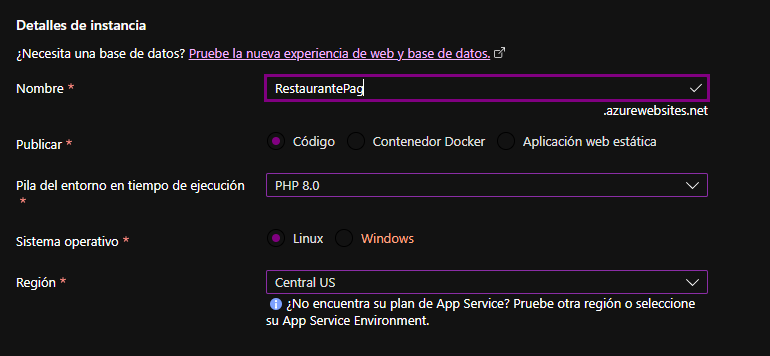 Detalles de instancia
¿Necesita una base de datos? Pruebe la nueva experiencia de web y base de datos.
Nombre * RestaurantePag
.azurewebsites.net
Publicar * Código Contenedor Docker Aplicación web estática
Pila del entorno en tiempo de ejecución * PHP 8.0
Sistema operativo * Linux Windows
Región * Central US
¿No encuentra su plan de App Service? Pruebe otra región o seleccione
su App Service Environment.